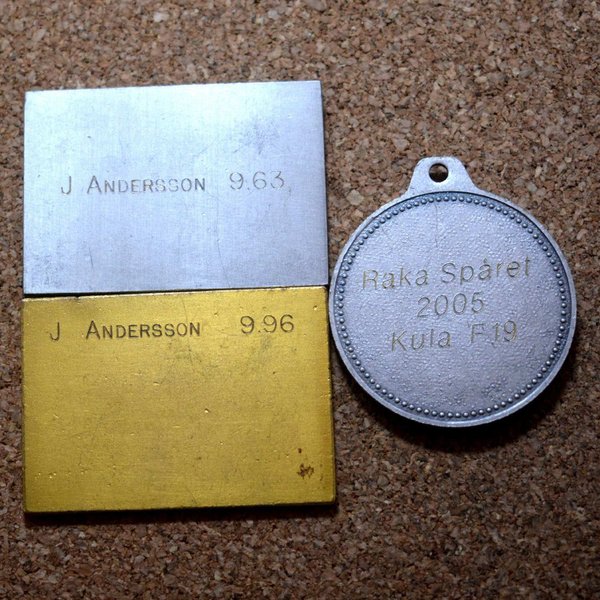 J ANDERSSON 9.63
J ANDERSSON 9.96
Raka Spåret
2005
Kula F19